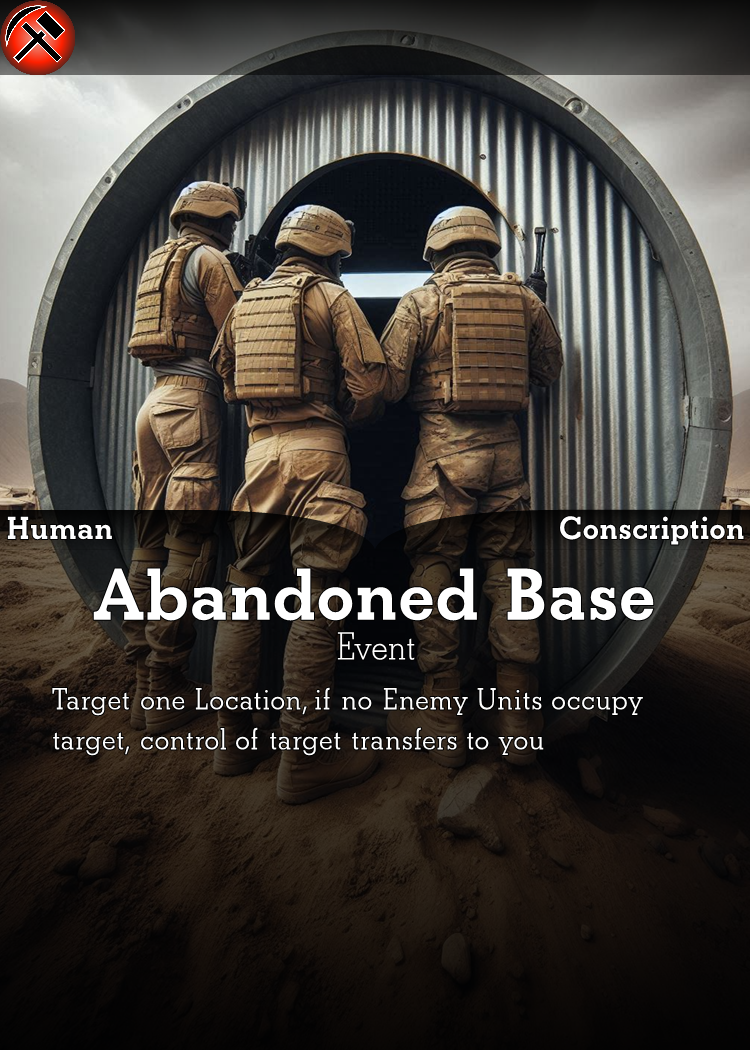 Human
Conscription
Abandoned Base
Event
Target one Location, if no Enemy Units occupy
target, control of target transfers to you